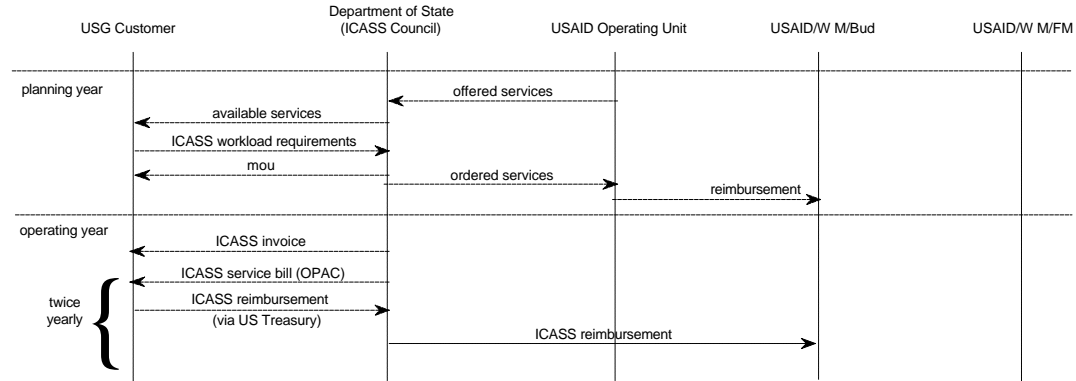 Department of State
USG Customer
(ICASS Council)
USAID Operating Unit
USAID/W M/Bud
USAID/W M/FM
planning year
offered services
available services
ICASS workload requirements
mou
ordered services
reimbursement
operating year
ICASS invoice
ICASS service bill (OPAC)
twice
yearly
ICASS reimbursement
(via US Treasury)
ICASS reimbursement